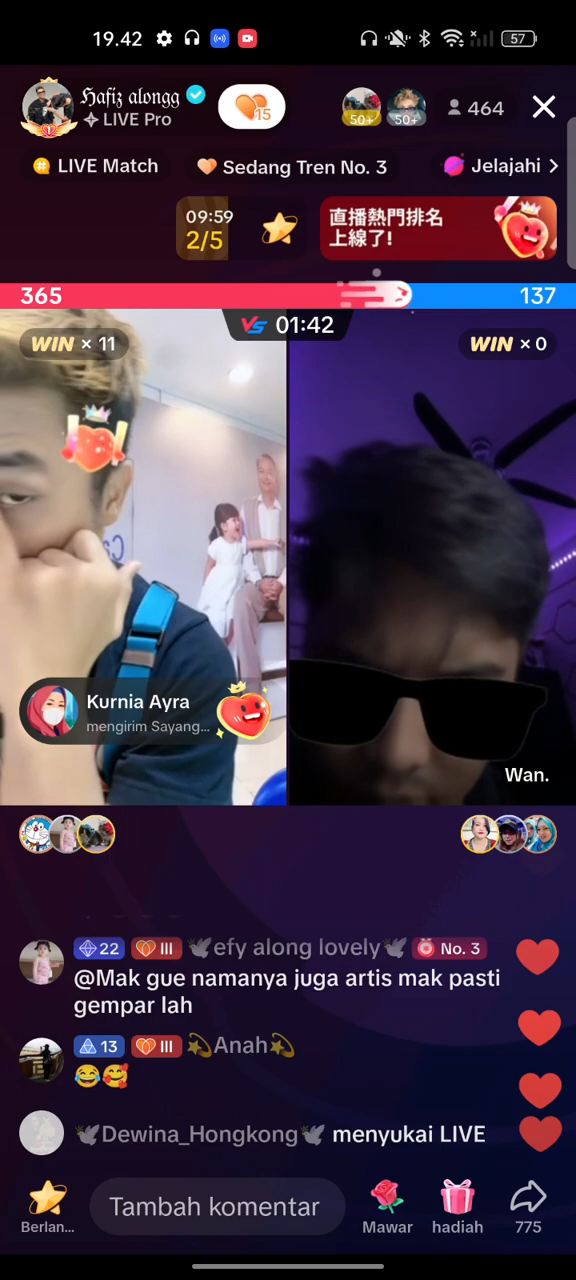 19.42
57
ℌafiz alongg
LIVE Pro
15
50+
50+
464
LIVE Match
Sedang Tren No. 3
Jelajahi
09:59
2/5
直播熱門排名
上線了!
365
137
VS 01:42
WIN × 11
WIN × 0
Kurnia Ayra
mengirim Sayang...
Wan.
22 III 🕊efy along lovely🕊 No. 3
@Mak gue namanya juga artis mak pasti
gempar lah
13 III 💫Anah💫
😂🥰
🕊Dewina_Hongkong🕊 menyukai LIVE
Berlan...
Tambah komentar
Mawar
hadiah
775